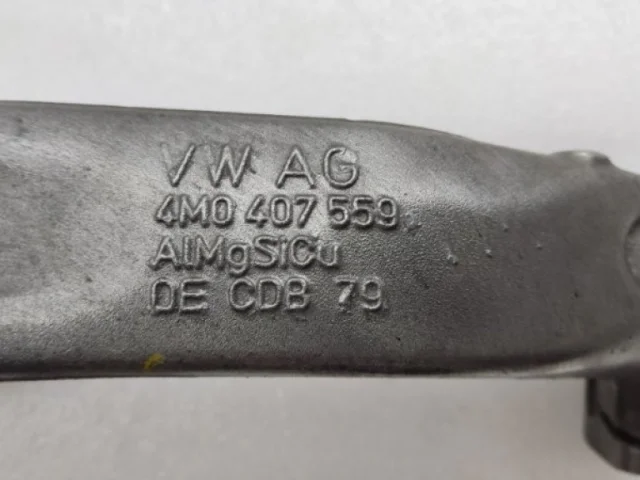 VW AG
4M0 407 559
AlMgSiCu
DE CDB 79